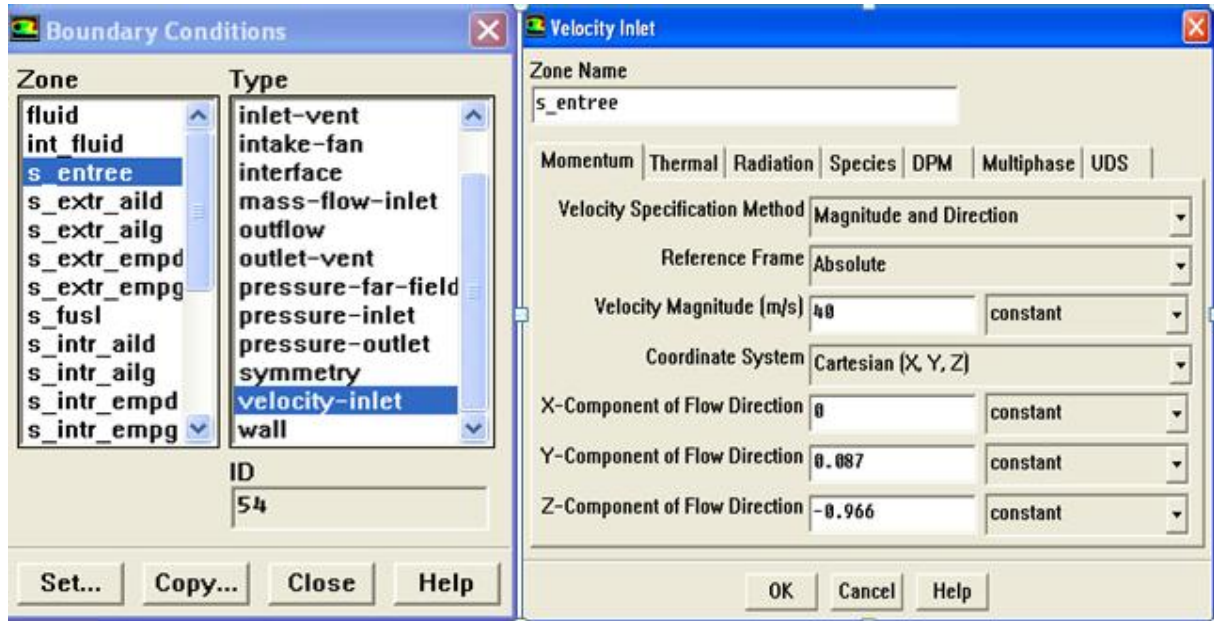 Boundary Conditions
Zone
Type
fluid
int_fluid
s_entree
s_extr_aild
s_extr_ailg
s_extr_empd
s_extr_empg
s_fusl
s_intr_aild
s_intr_ailg
s_intr_empd
s_intr_empg
inlet-vent
intake-fan
interface
mass-flow-inlet
outflow
outlet-vent
pressure-far-field
pressure-inlet
pressure-outlet
symmetry
velocity-inlet
wall
ID
54
Set... Copy... Close Help
Velocity Inlet
Zone Name
s_entree
Momentum Thermal Radiation Species DPM Multiphase UDS
Velocity Specification Method Magnitude and Direction
Reference Frame Absolute
Velocity Magnitude (m/s) 40 constant
Coordinate System Cartesian (X, Y, Z)
X-Component of Flow Direction 0 constant
Y-Component of Flow Direction 0.087 constant
Z-Component of Flow Direction -0.966 constant
OK Cancel Help